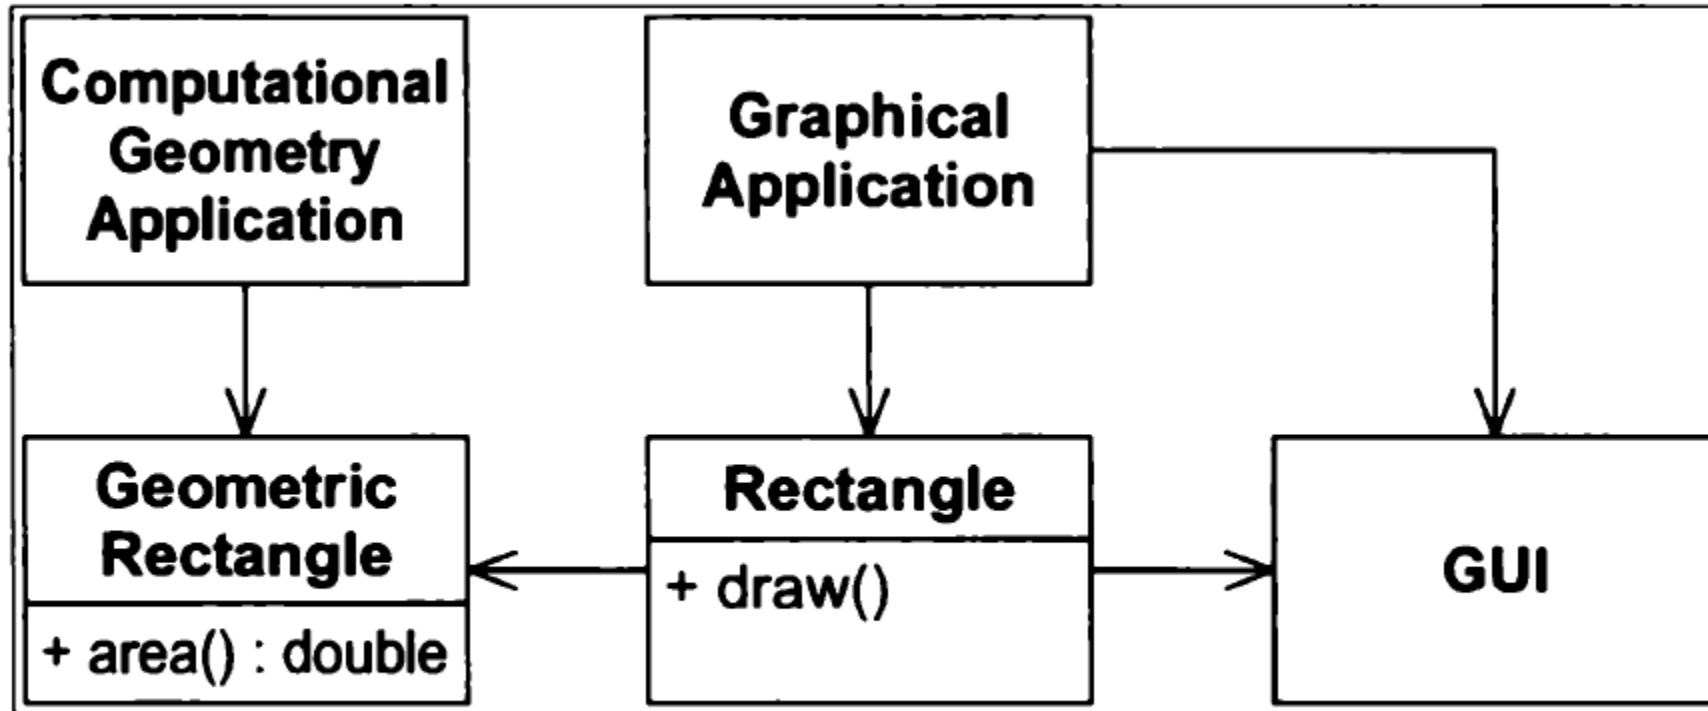 Computational
Geometry
Application
Graphical
Application
Geometric
Rectangle
+ area() : double
Rectangle
+ draw()
GUI